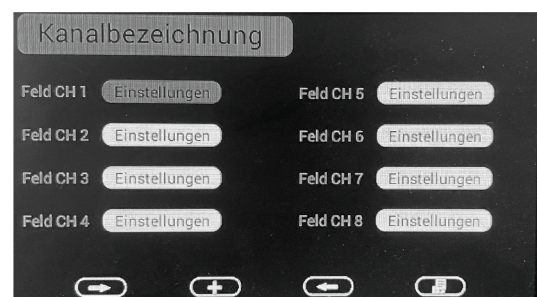 Kanalbezeichnung
Feld CH 1 Einstellungen
Feld CH 2 Einstellungen
Feld CH 3 Einstellungen
Feld CH 4 Einstellungen
Feld CH 5 Einstellungen
Feld CH 6 Einstellungen
Feld CH 7 Einstellungen
Feld CH 8 Einstellungen